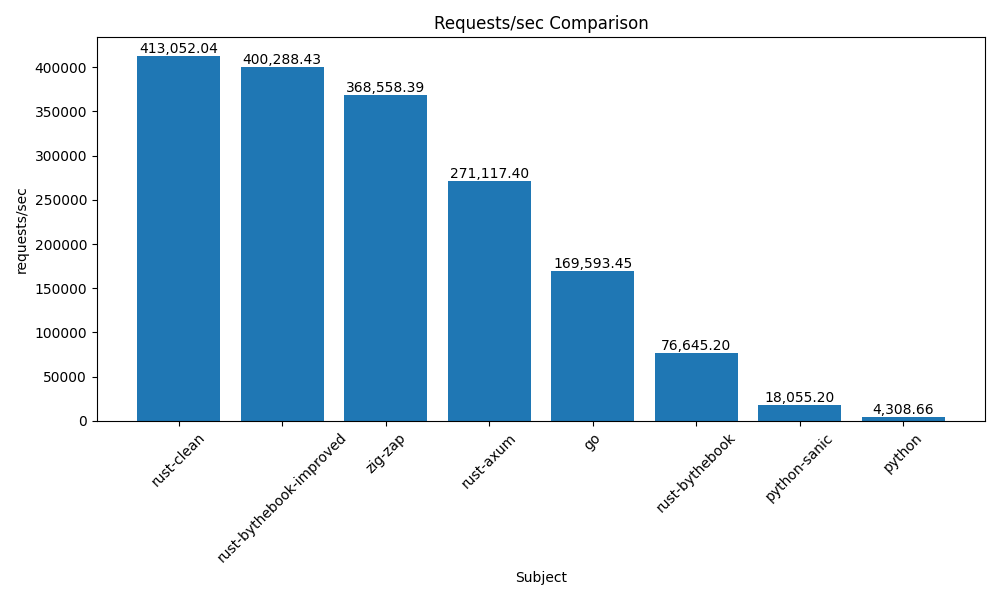 Requests/sec Comparison
413,052.04
400,288.43
368,558.39
271,117.40
169,593.45
76,645.20
18,055.20
4,308.66
400000
350000
300000
250000
200000
150000
100000
50000
0
requests/sec
rust-clean
rust-bythebook-improved
zig-zap
rust-axum
go
rust-bythebook
python-sanic
python
Subject